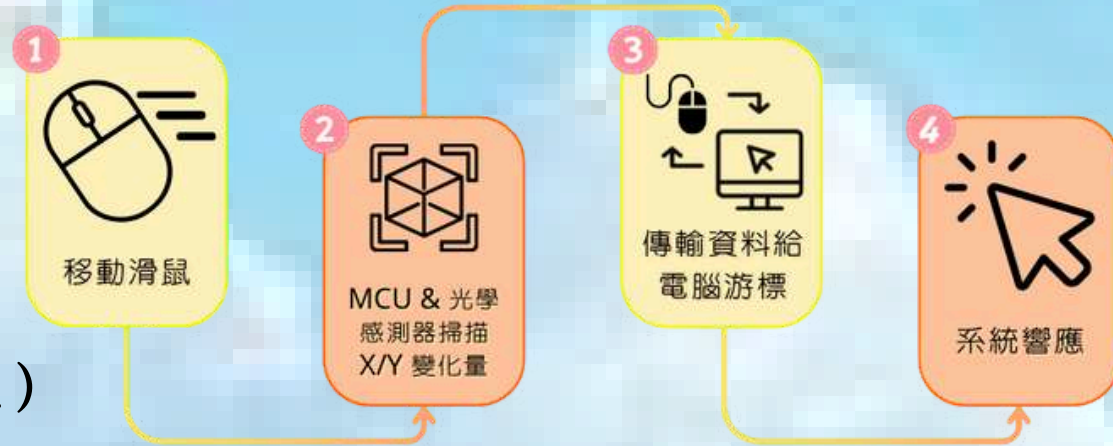 1
移動滑鼠
2
MCU & 光學
感測器掃描
X/Y 變化量
3
傳輸資料給
電腦游標
4
系統響應
)